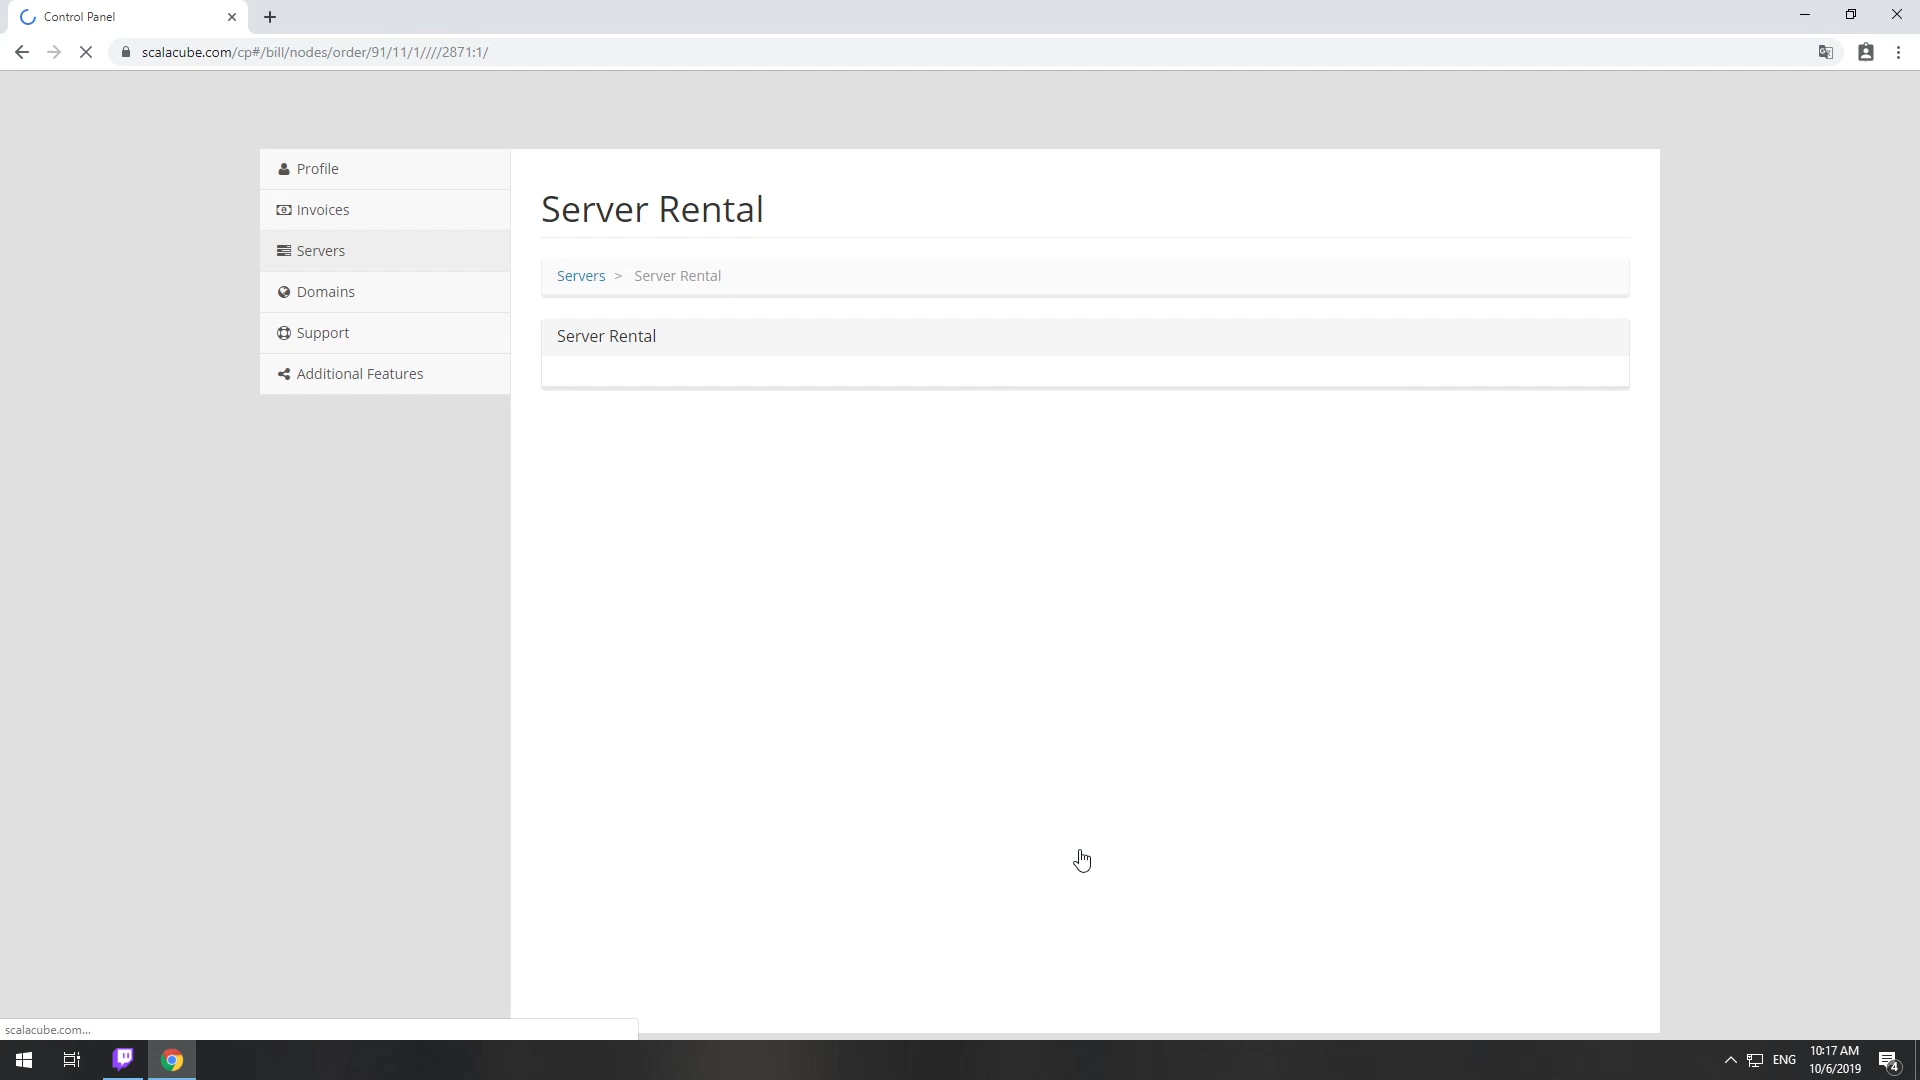 Control Panel
scalacube.com/cp#/bill/nodes/order/91/11/1////2871:1/
Profile
Invoices
Servers
Domains
Support
Additional Features
Server Rental
Servers > Server Rental
Server Rental
scalacube.com...
ENG
10:17 AM
10/6/2019
4